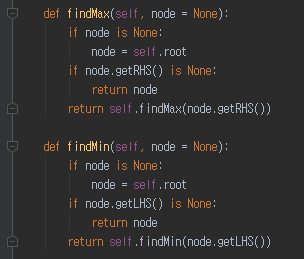 def findMax(self, node = None):
    if node is None:
        node = self.root
    if node.getRHS() is None:
        return node
    return self.findMax(node.getRHS())

def findMin(self, node = None):
    if node is None:
        node = self.root
    if node.getLHS() is None:
        return node
    return self.findMin(node.getLHS())